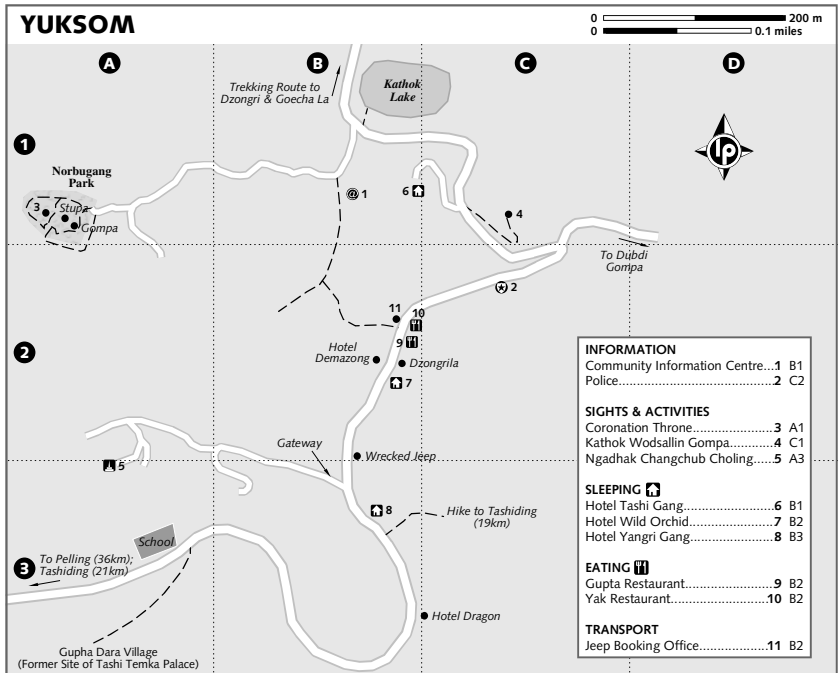 YUKSOM
0 200 m
0 0.1 miles
A
B
C
D
Trekking Route to
Dzongri & Goecha La
Kathok
Lake
lp
1
Norbugang
Park
@ 1
6
3
Stupa
4
Gompa
To Dubdi
Gompa
2
11
10
2
Hotel
Demazong
9
Dzongrila
7
Gateway
Wrecked Jeep
5
8
Hike to Tashiding
(19km)
School
3
To Pelling (36km);
Tashiding (21km)
Hotel Dragon
Gupha Dara Village
(Former Site of Tashi Temka Palace)
INFORMATION
Community Information Centre...1 B1
Police.................................2 C2
SIGHTS & ACTIVITIES
Coronation Throne.......................3 A1
Kathok Wodsallin Gompa.......4 C1
Ngadhak Changchub Choling..5 A3
SLEEPING
Hotel Tashi Gang........................6 B1
Hotel Wild Orchid.......................7 B2
Hotel Yangri Gang......................8 B3
EATING
Gupta Restaurant........................9 B2
Yak Restaurant..........................10 B2
TRANSPORT
Jeep Booking Office..................11 B2